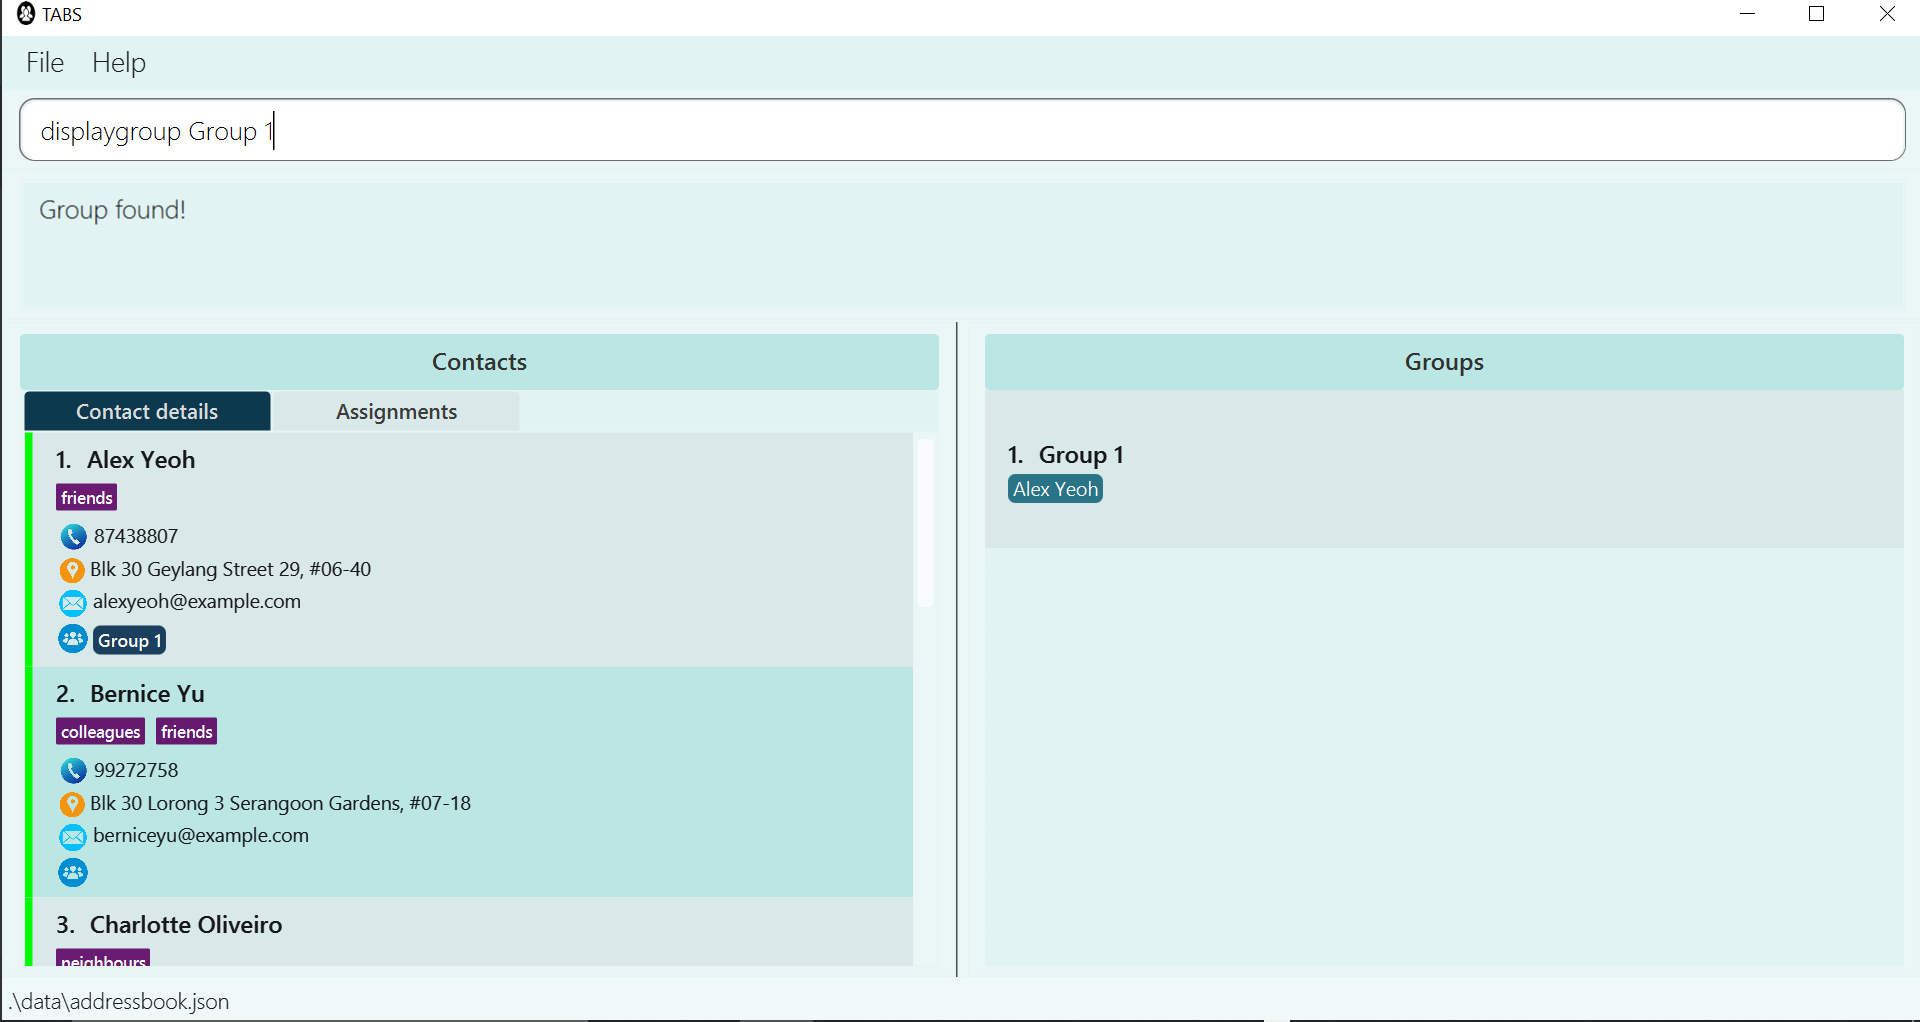 TABS
File Help
displaygroup Group 1
Group found!
Contacts
Contact details Assignments
1. Alex Yeoh
friends
87438807
Blk 30 Geylang Street 29, #06-40
alexyeoh@example.com
Group 1
2. Bernice Yu
colleagues friends
99272758
Blk 30 Lorong 3 Serangoon Gardens, #07-18
berniceyu@example.com
3. Charlotte Oliveiro
neighbours
Groups
1. Group 1
Alex Yeoh
.\data\addressbook.json